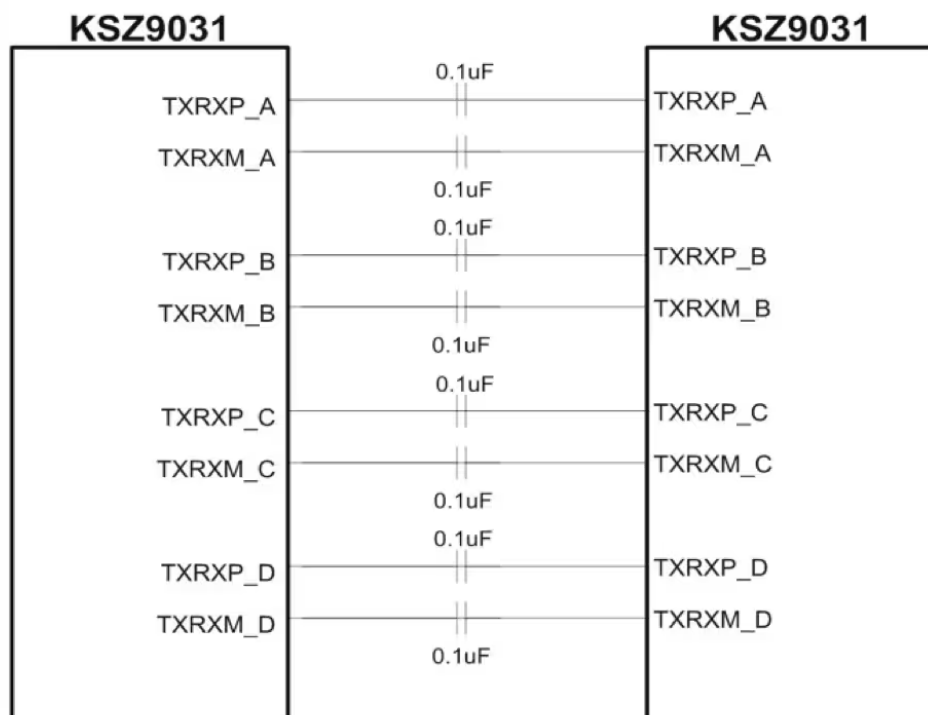 KSZ9031 KSZ9031
0.1uF
TXRXP_A TXRXP_A
TXRXM_A TXRXM_A
0.1uF
0.1uF
TXRXP_B TXRXP_B
TXRXM_B TXRXM_B
0.1uF
0.1uF
TXRXP_C TXRXP_C
TXRXM_C TXRXM_C
0.1uF
0.1uF
TXRXP_D TXRXP_D
TXRXM_D TXRXM_D
0.1uF